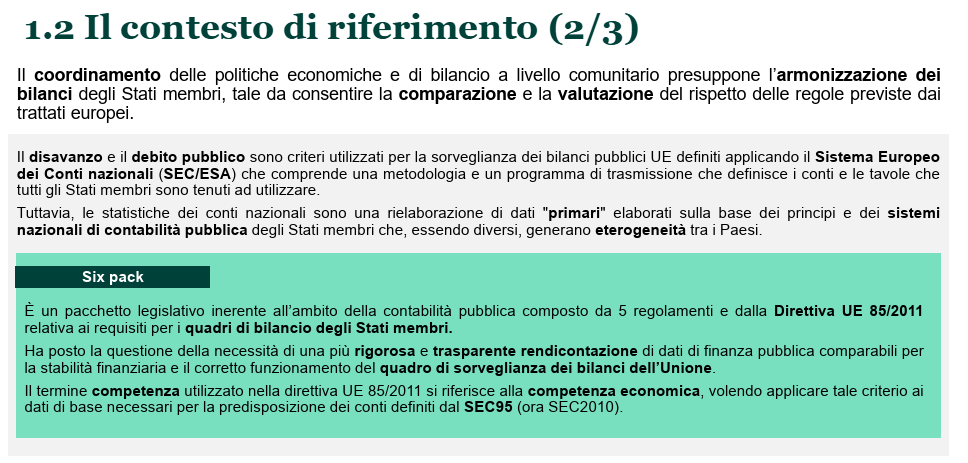 1.2 Il contesto di riferimento (2/3)
Il coordinamento delle politiche economiche e di bilancio a livello comunitario presuppone l’armonizzazione dei
bilanci degli Stati membri, tale da consentire la comparazione e la valutazione del rispetto delle regole previste dai
trattati europei.
Il disavanzo e il debito pubblico sono criteri utilizzati per la sorveglianza dei bilanci pubblici UE definiti applicando il Sistema Europeo
dei Conti nazionali (SEC/ESA) che comprende una metodologia e un programma di trasmissione che definisce i conti e le tavole che
tutti gli Stati membri sono tenuti ad utilizzare.
Tuttavia, le statistiche dei conti nazionali sono una rielaborazione di dati "primari" elaborati sulla base dei principi e dei sistemi
nazionali di contabilità pubblica degli Stati membri che, essendo diversi, generano eterogeneità tra i Paesi.
Six pack
È un pacchetto legislativo inerente all’ambito della contabilità pubblica composto da 5 regolamenti e dalla Direttiva UE 85/2011
relativa ai requisiti per i quadri di bilancio degli Stati membri.
Ha posto la questione della necessità di una più rigorosa e trasparente rendicontazione di dati di finanza pubblica comparabili per
la stabilità finanziaria e il corretto funzionamento del quadro di sorveglianza dei bilanci dell’Unione.
Il termine competenza utilizzato nella direttiva UE 85/2011 si riferisce alla competenza economica, volendo applicare tale criterio ai
dati di base necessari per la predisposizione dei conti definiti dal SEC95 (ora SEC2010).